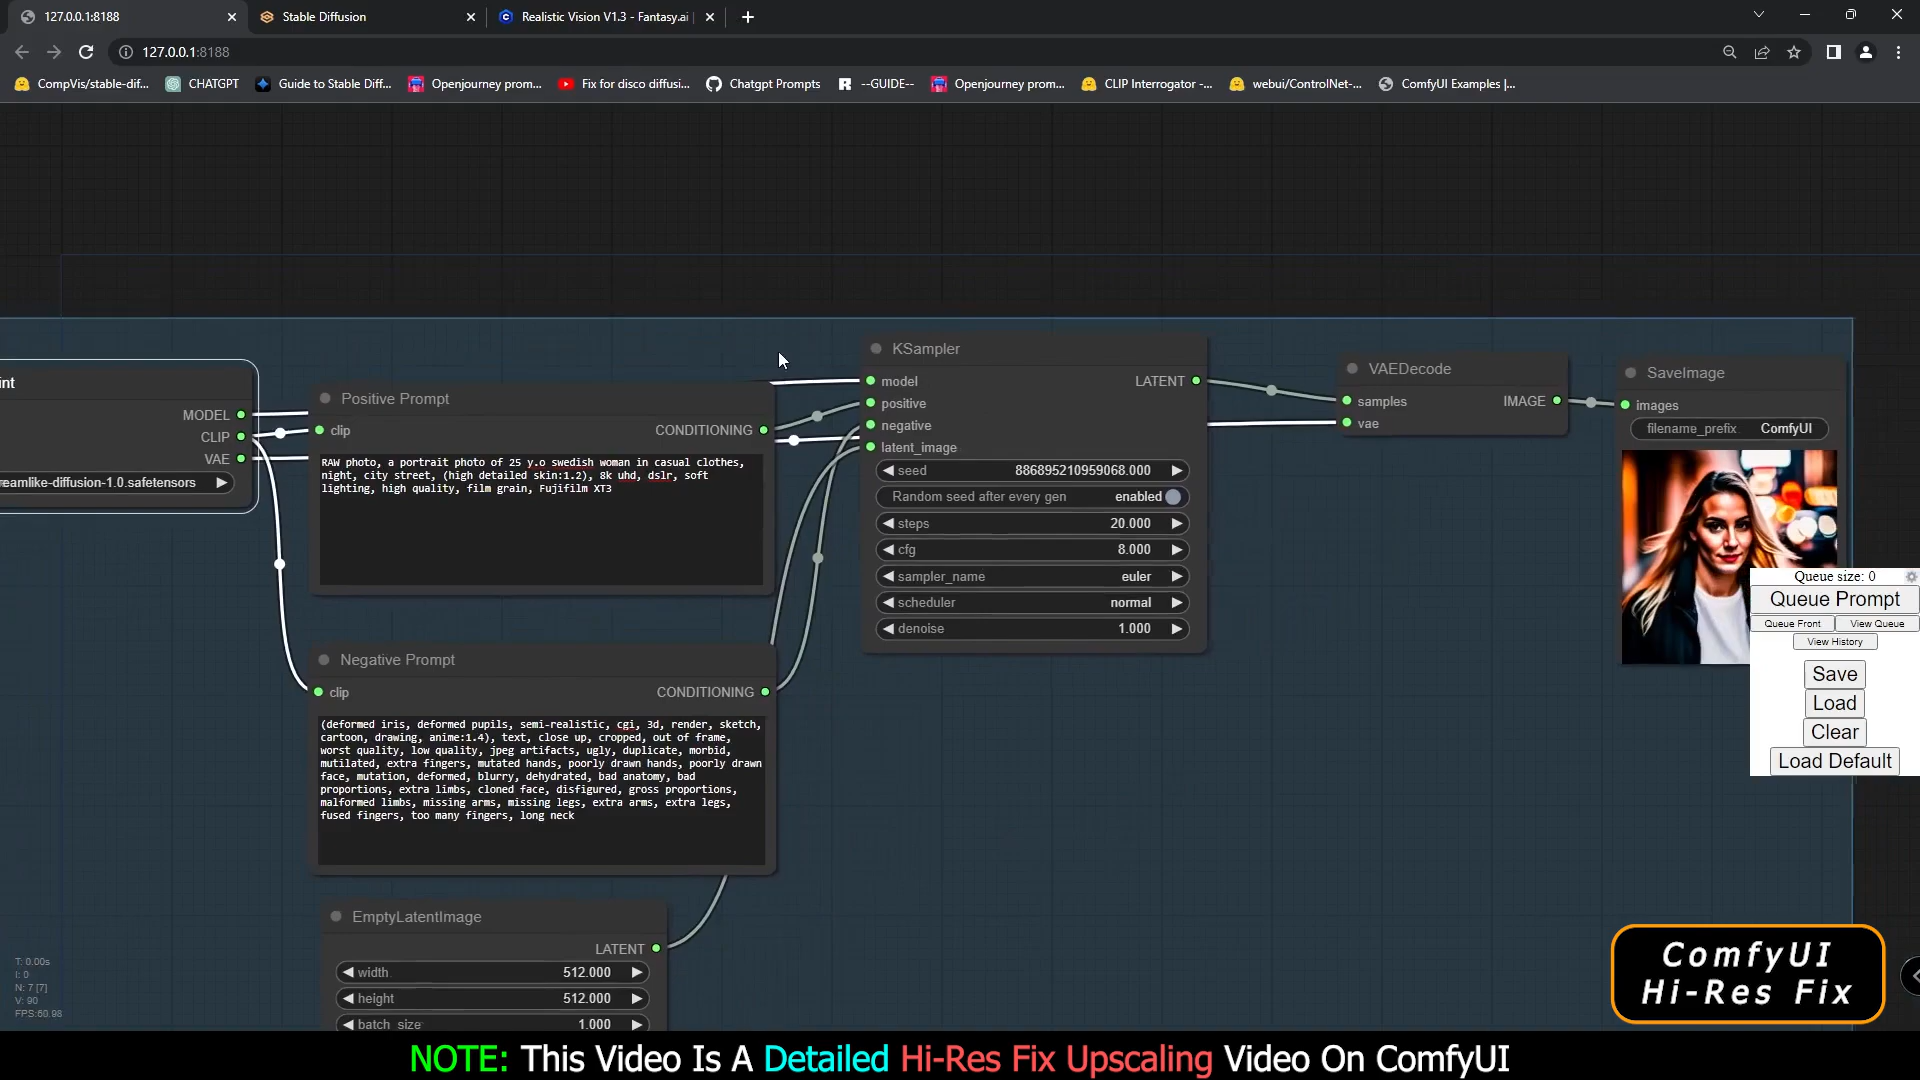 127.0.0.1:8188
Stable Diffusion
Realistic Vision V1.3 - Fantasy.ai
127.0.0.1:8188
CompVis/stable-dif...
CHATGPT
Guide to Stable Diff...
Openjourney prom...
Fix for disco diffusi...
Chatgpt Prompts
--GUIDE--
Openjourney prom...
CLIP Interrogator -...
webui/ControlNet-...
ComfyUI Examples |...
int
MODEL
CLIP
VAE
eamlike-diffusion-1.0.safetensors
Positive Prompt
clip
CONDITIONING
RAW photo, a portrait photo of 25 y.o swedish woman in casual clothes,
night, city street, (high detailed skin:1.2), 8k uhd, dslr, soft
lighting, high quality, film grain, Fujifilm XT3
Negative Prompt
clip
CONDITIONING
(deformed iris, deformed pupils, semi-realistic, cgi, 3d, render, sketch,
cartoon, drawing, anime:1.4), text, close up, cropped, out of frame,
worst quality, low quality, jpeg artifacts, ugly, duplicate, morbid,
mutilated, extra fingers, mutated hands, poorly drawn hands, poorly drawn
face, mutation, deformed, blurry, dehydrated, bad anatomy, bad
proportions, extra limbs, cloned face, disfigured, gross proportions,
malformed limbs, missing arms, missing legs, extra arms, extra legs,
fused fingers, too many fingers, long neck
EmptyLatentImage
LATENT
width 512.000
height 512.000
batch_size 1.000
KSampler
model LATENT
positive
negative
latent_image
seed 886895210959068.000
Random seed after every gen enabled
steps 20.000
cfg 8.000
sampler_name euler
scheduler normal
denoise 1.000
VAEDecode
samples IMAGE
vae
SaveImage
images
filename_prefix ComfyUI
Queue size: 0
Queue Prompt
Queue Front View Queue
View History
Save
Load
Clear
Load Default
T: 0.00s
I: 0
N: 7 [7]
V: 90
FPS:60.98
ComfyUI
Hi-Res Fix
NOTE: This Video Is A Detailed Hi-Res Fix Upscaling Video On ComfyUI